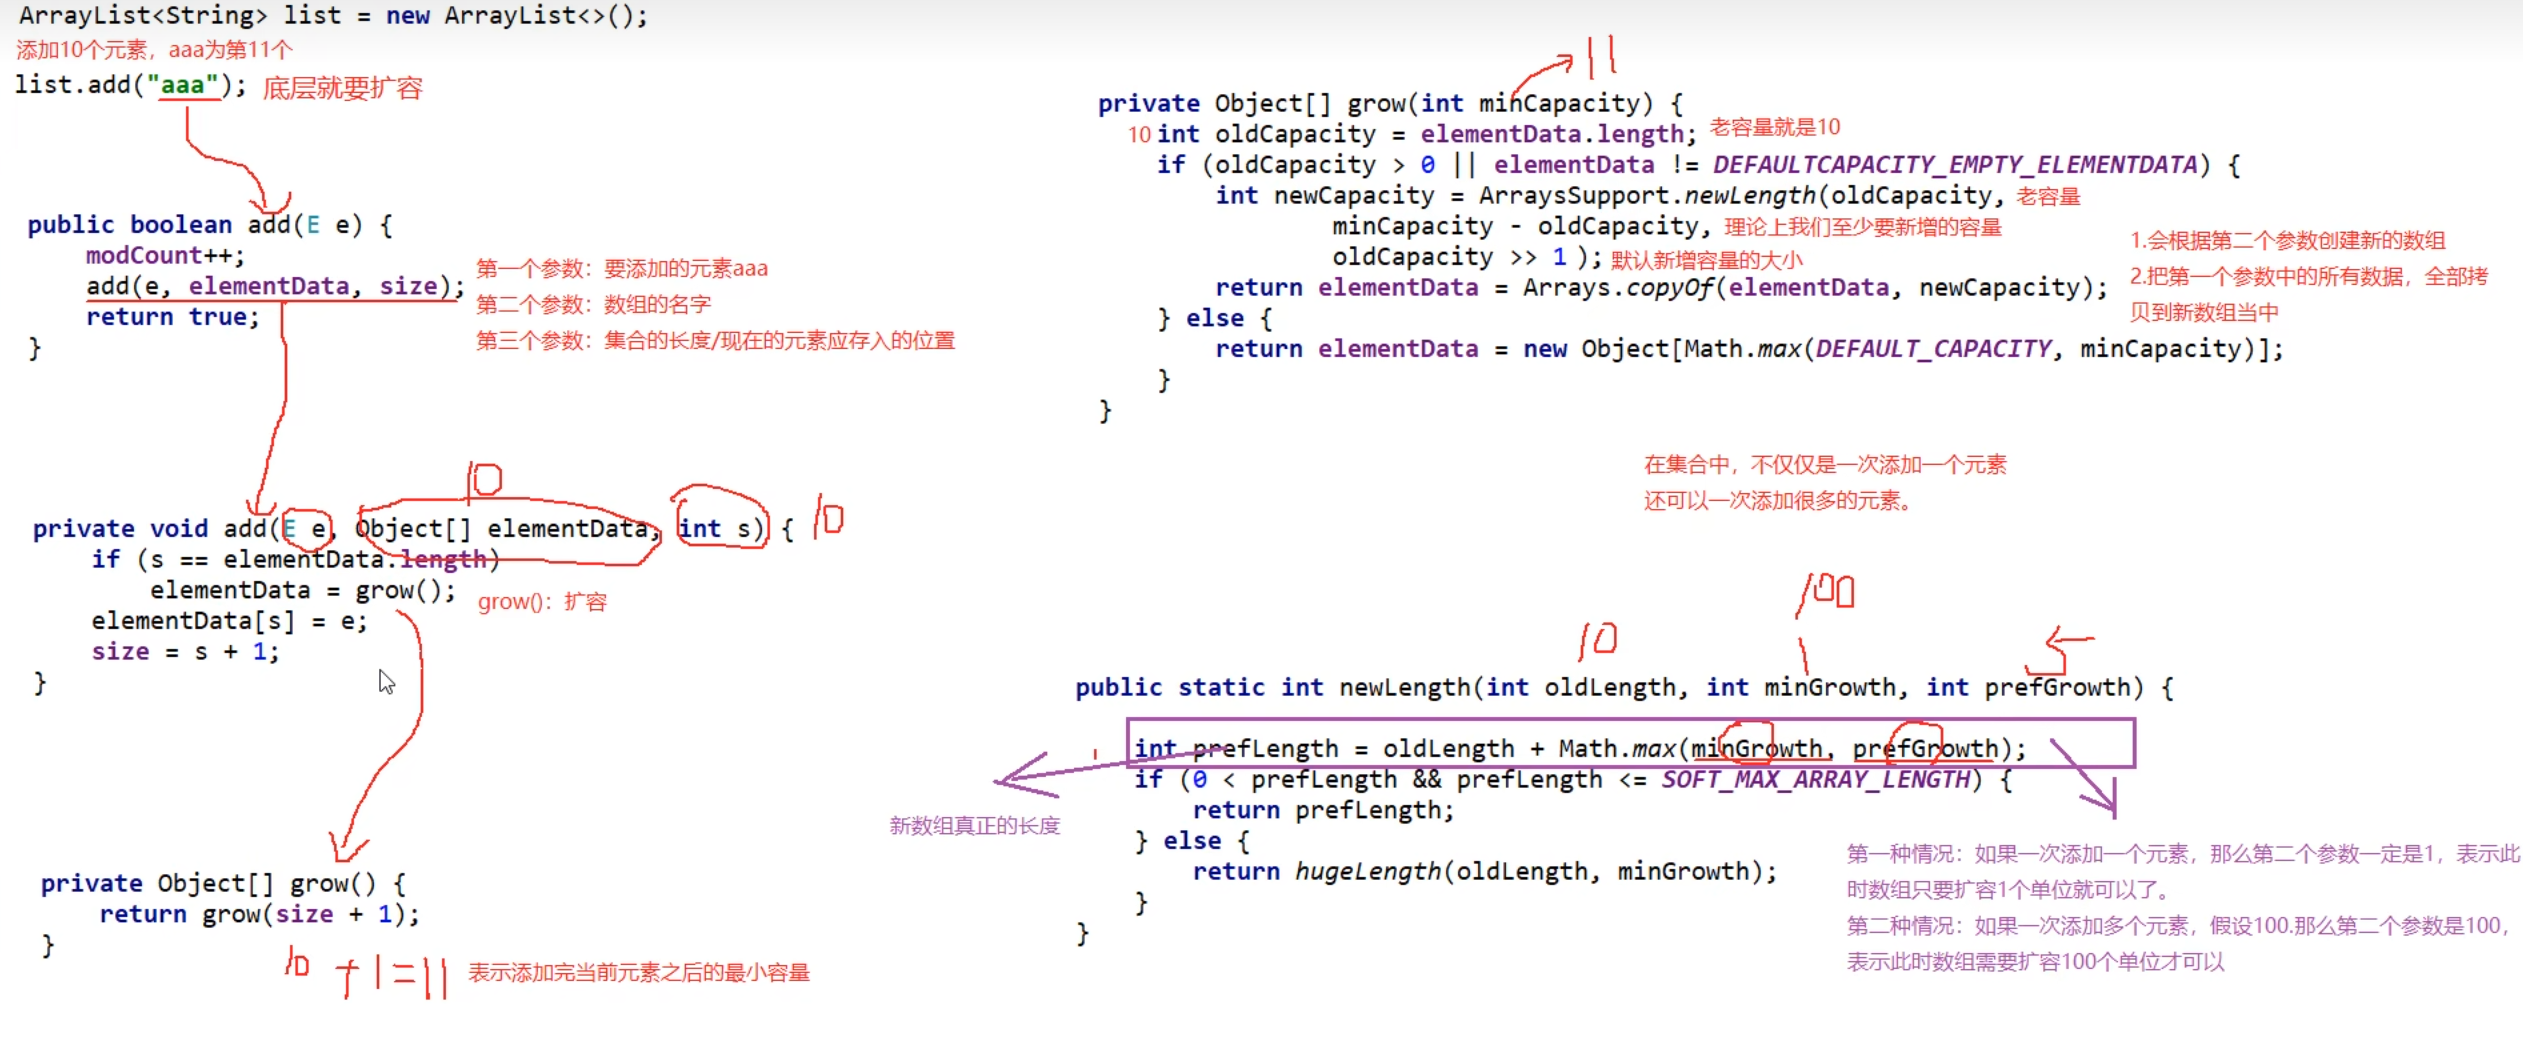 ArrayList<String> list = new ArrayList<>();
添加10个元素，aaa为第11个
list.add("aaa"); 底层就要扩容
public boolean add(E e) {
modCount++;
add(e, elementData, size);
return true;
}
第一个参数：要添加的元素aaa
第二个参数：数组的名字
第三个参数：集合的长度/现在的元素应存入的位置
10
private void add(E e, Object[] elementData, int s) { 10
if (s == elementData.length)
elementData = grow();
grow()：扩容
elementData[s] = e;
size = s + 1;
}
private Object[] grow() {
return grow(size + 1);
}
10 + 1 = 11 表示添加完当前元素之后的最小容量
11
private Object[] grow(int minCapacity) {
10 int oldCapacity = elementData.length; 老容量就是10
if (oldCapacity > 0 || elementData != DEFAULTCAPACITY_EMPTY_ELEMENTDATA) {
int newCapacity = ArraysSupport.newLength(oldCapacity, 老容量
minCapacity - oldCapacity, 理论上我们至少要新增的容量
oldCapacity >> 1 ); 默认新增容量的大小
return elementData = Arrays.copyOf(elementData, newCapacity);
} else {
return elementData = new Object[Math.max(DEFAULT_CAPACITY, minCapacity)];
}
}
1.会根据第二个参数创建新的数组
2.把第一个参数中的所有数据，全部拷
贝到新数组当中
在集合中，不仅仅是一次添加一个元素
还可以一次添加很多的元素。
10 100 5
public static int newLength(int oldLength, int minGrowth, int prefGrowth) {
int prefLength = oldLength + Math.max(minGrowth, prefGrowth);
if (0 < prefLength && prefLength <= SOFT_MAX_ARRAY_LENGTH) {
return prefLength;
} else {
return hugeLength(oldLength, minGrowth);
}
}
新数组真正的长度
第一种情况：如果一次添加一个元素，那么第二个参数一定是1，表示此
时数组只要扩容1个单位就可以了。
第二种情况：如果一次添加多个元素，假设100.那么第二个参数是100，
表示此时数组需要扩容100个单位才可以